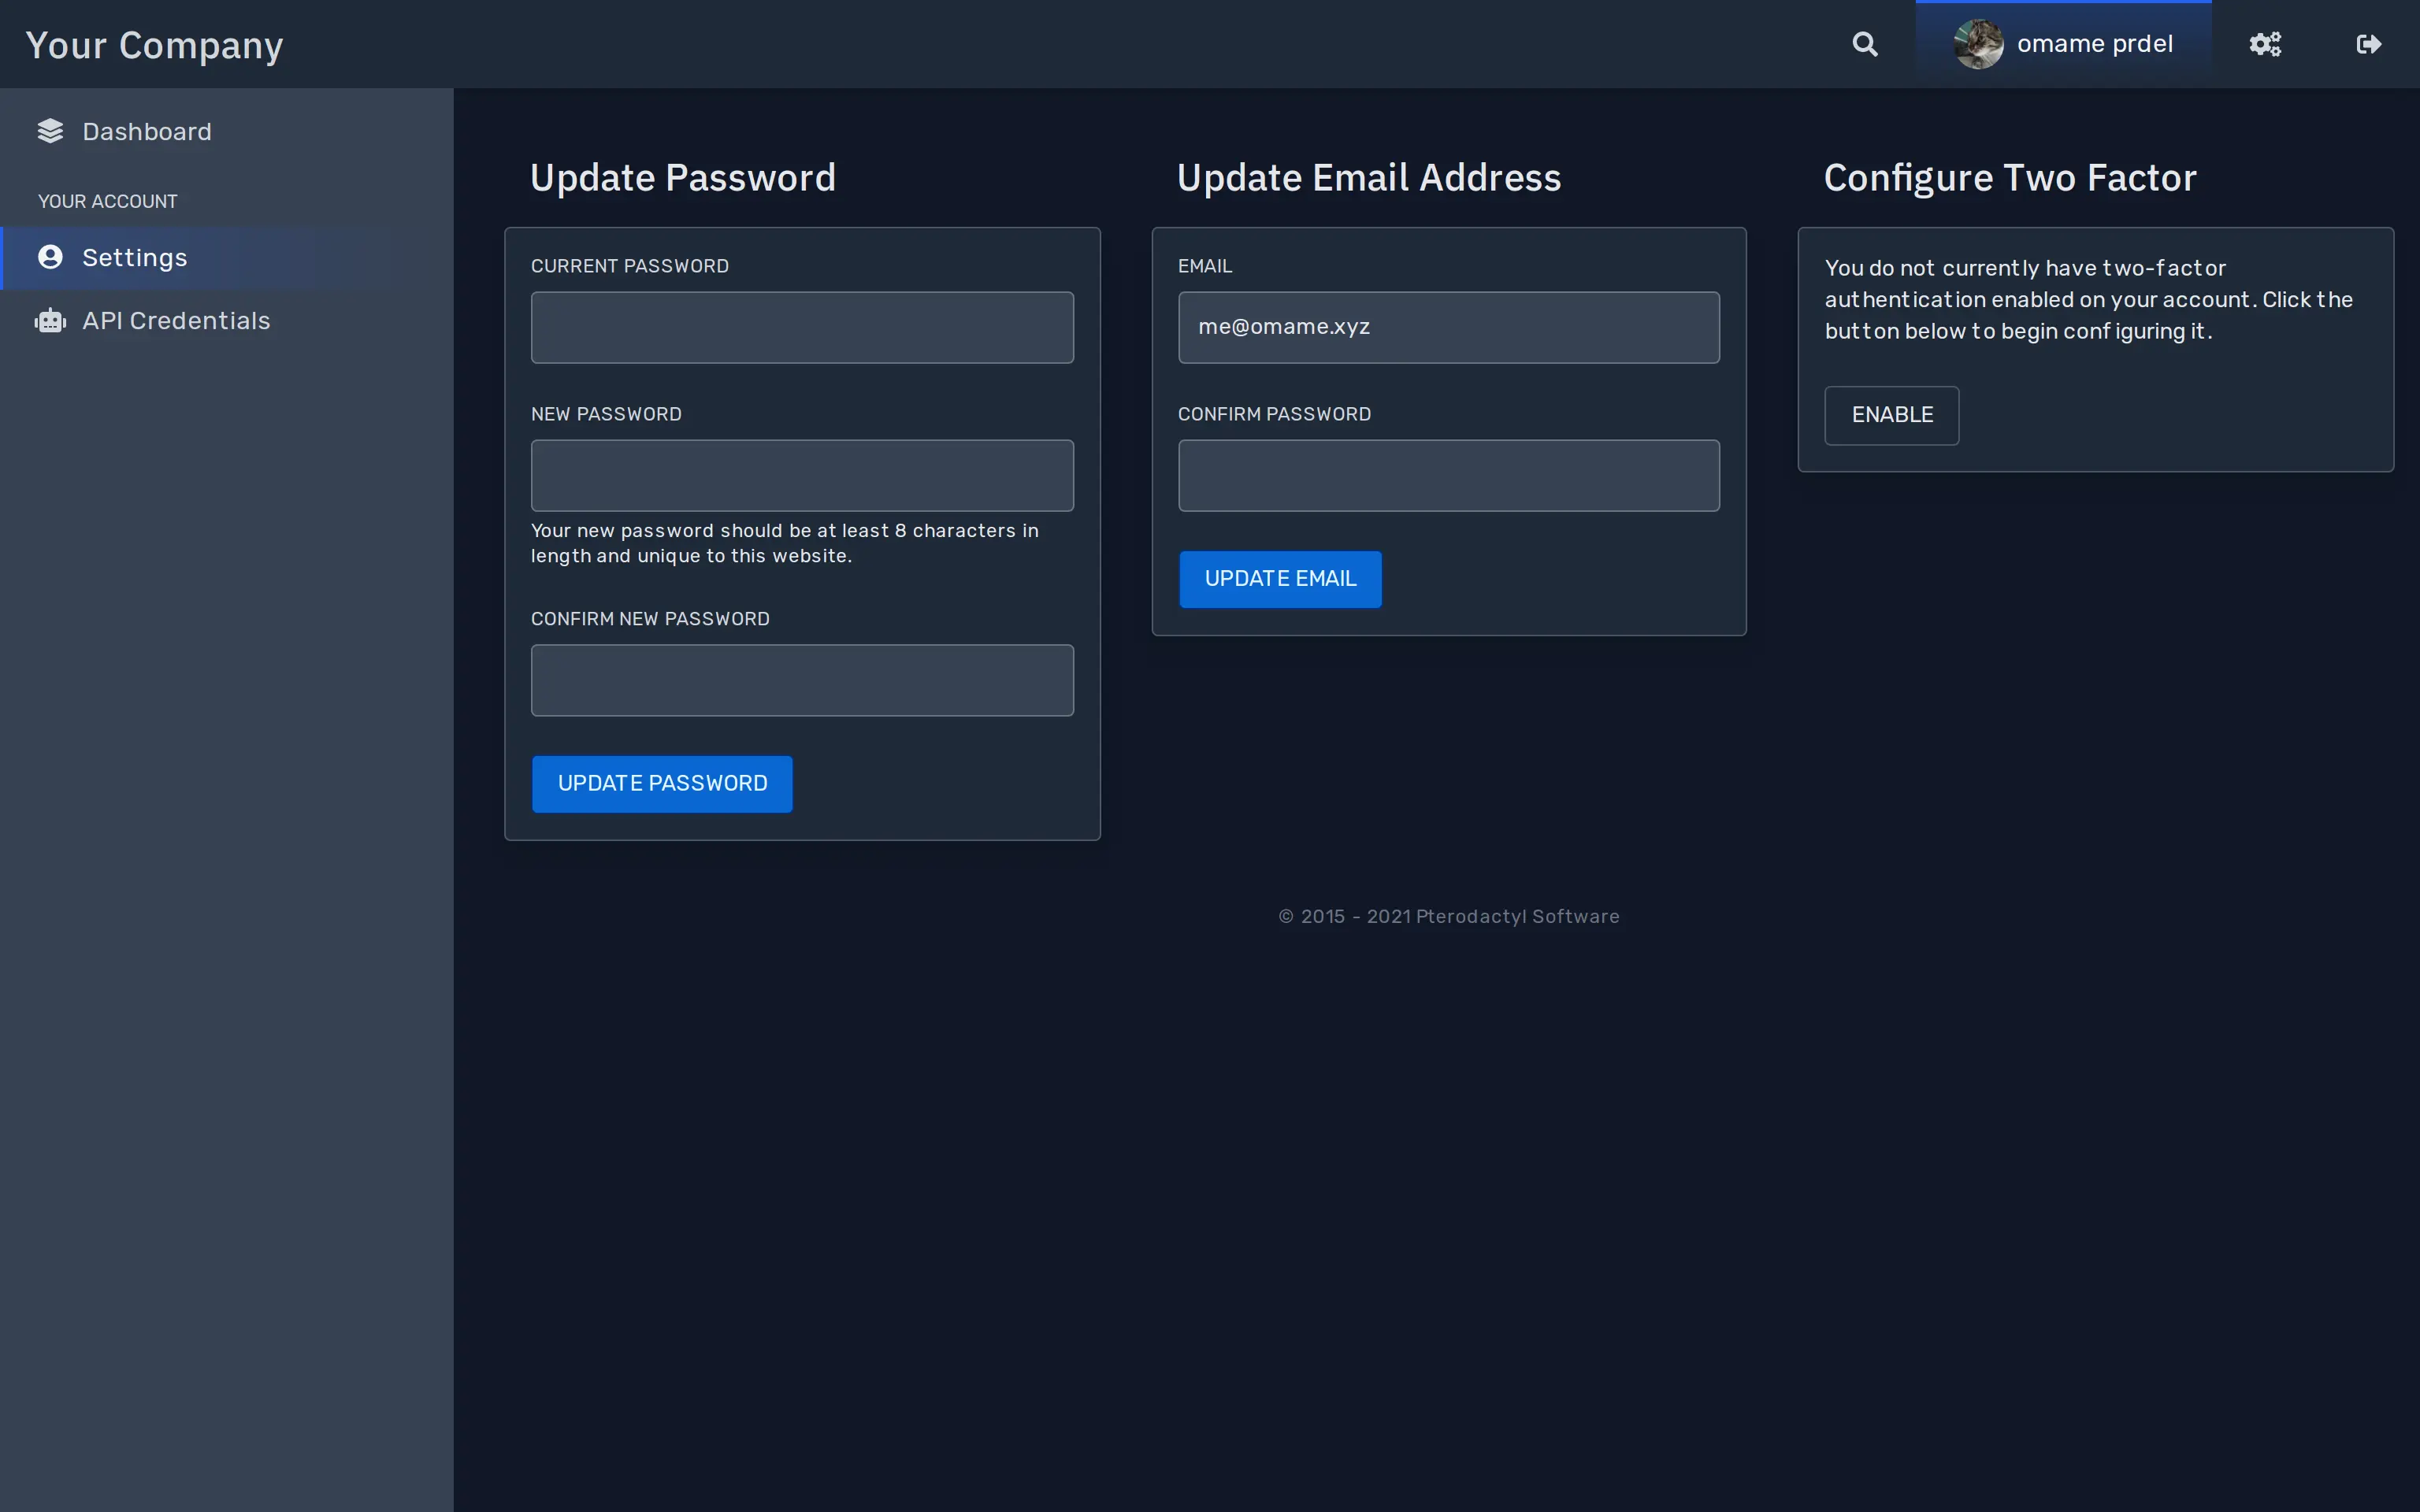 Your Company
omame prdel
Dashboard
YOUR ACCOUNT
Settings
API Credentials
Update Password
CURRENT PASSWORD
NEW PASSWORD
Your new password should be at least 8 characters in
length and unique to this website.
CONFIRM NEW PASSWORD
UPDATE PASSWORD
Update Email Address
EMAIL
me@omame.xyz
CONFIRM PASSWORD
UPDATE EMAIL
Configure Two Factor
You do not currently have two-factor
authentication enabled on your account. Click the
button below to begin configuring it.
ENABLE
© 2015 - 2021 Pterodactyl Software